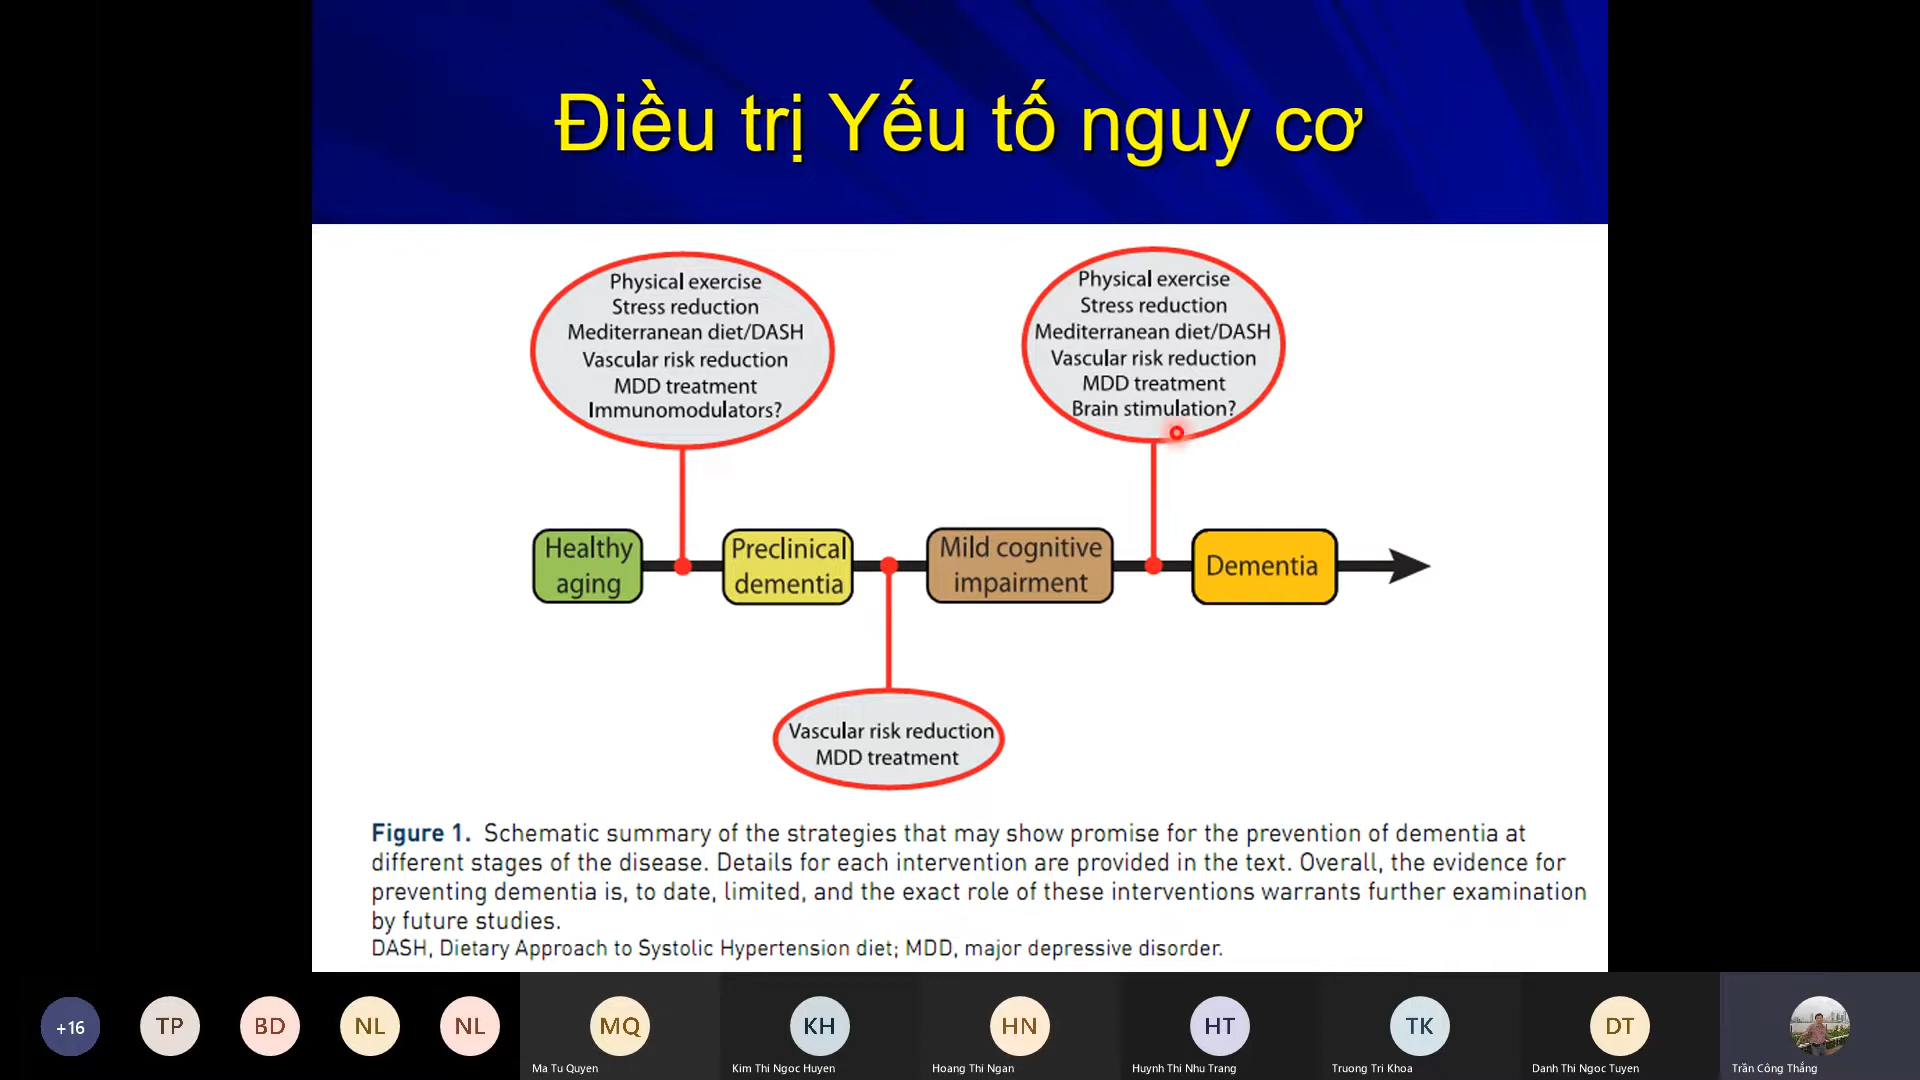 Điều trị Yếu tố nguy cơ
Physical exercise
Stress reduction
Mediterranean diet/DASH
Vascular risk reduction
MDD treatment
Immunomodulators?
Physical exercise
Stress reduction
Mediterranean diet/DASH
Vascular risk reduction
MDD treatment
Brain stimulation?
Healthy
aging
Preclinical
dementia
Mild cognitive
impairment
Dementia
Vascular risk reduction
MDD treatment
Figure 1. Schematic summary of the strategies that may show promise for the prevention of dementia at
different stages of the disease. Details for each intervention are provided in the text. Overall, the evidence for
preventing dementia is, to date, limited, and the exact role of these interventions warrants further examination
by future studies.
DASH, Dietary Approach to Systolic Hypertension diet; MDD, major depressive disorder.
+16
TP
BD
NL
NL
MQ
KH
HN
HT
TK
DT
Ma Tu Quyen
Kim Thi Ngoc Huyen
Hoang Thi Ngan
Huynh Thi Nhu Trang
Truong Tri Khoa
Danh Thi Ngoc Tuyen
Trần Công Thắng